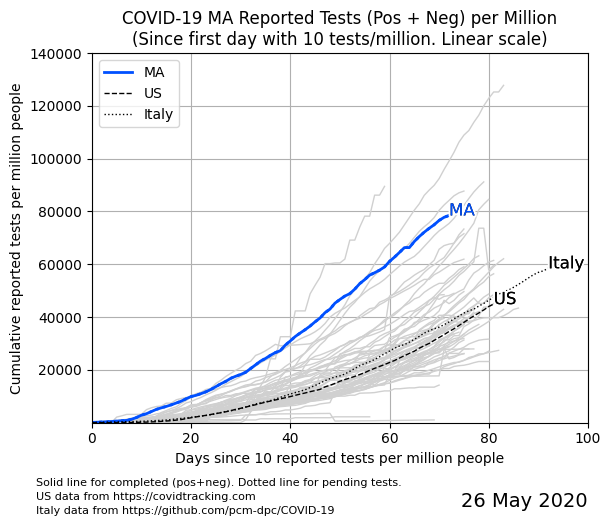 COVID-19 MA Reported Tests (Pos + Neg) per Million
(Since first day with 10 tests/million. Linear scale)
Cumulative reported tests per million people
140000
120000
100000
80000
60000
40000
20000
MA
US
Italy
MA
Italy
US
0
20
40
60
80
100
Days since 10 reported tests per million people
Solid line for completed (pos+neg). Dotted line for pending tests.
US data from https://covidtracking.com
Italy data from https://github.com/pcm-dpc/COVID-19
26 May 2020